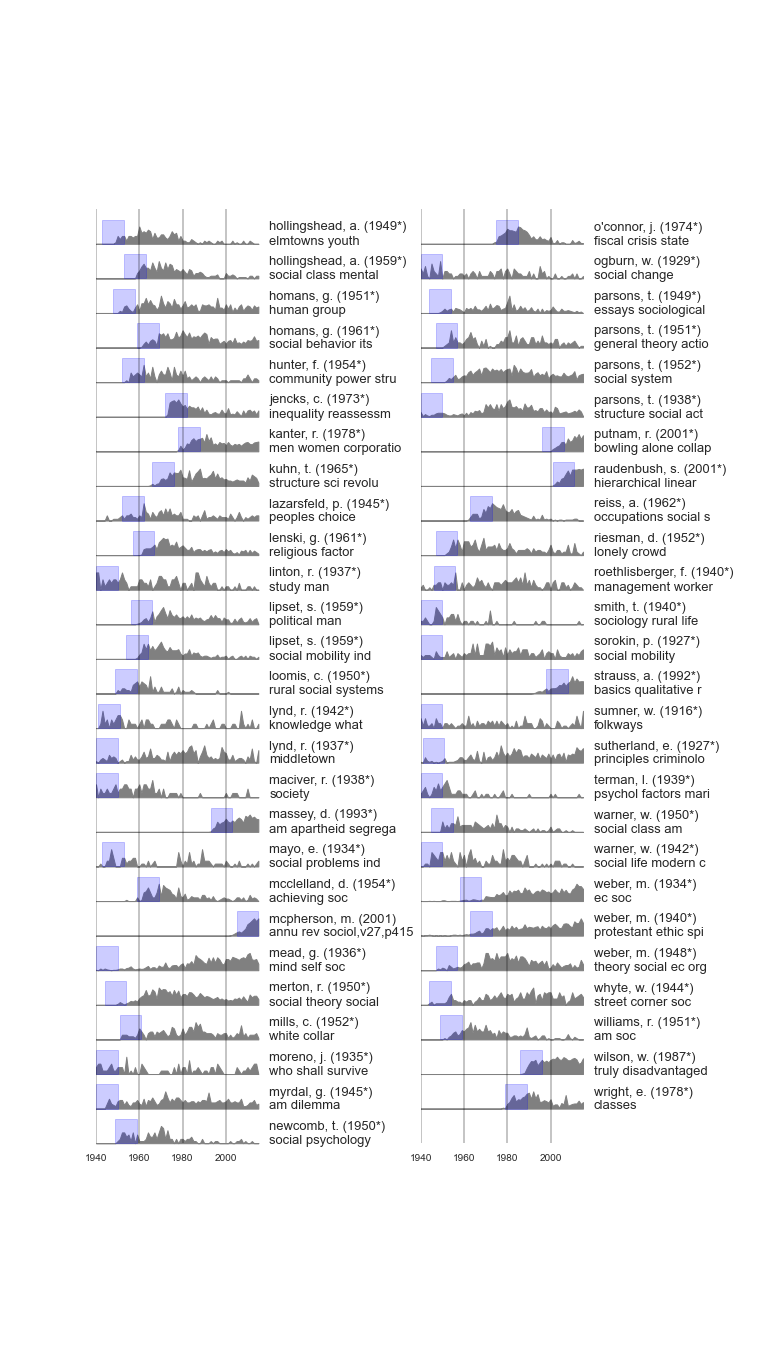 hollingshead, a. (1949*)
elmtowns youth
hollingshead, a. (1959*)
social class mental
homans, g. (1951*)
human group
homans, g. (1961*)
social behavior its
hunter, f. (1954*)
community power stru
jencks, c. (1973*)
inequality reassessm
kanter, r. (1978*)
men women corporatio
kuhn, t. (1965*)
structure sci revolu
lazarsfeld, p. (1945*)
peoples choice
lenski, g. (1961*)
religious factor
linton, r. (1937*)
study man
lipset, s. (1959*)
political man
lipset, s. (1959*)
social mobility ind
loomis, c. (1950*)
rural social systems
lynd, r. (1942*)
knowledge what
lynd, r. (1937*)
middletown
maciver, r. (1938*)
society
massey, d. (1993*)
am apartheid segrega
mayo, e. (1934*)
social problems ind
mcclelland, d. (1954*)
achieving soc
mcpherson, m. (2001)
annu rev sociol,v27,p415
mead, g. (1936*)
mind self soc
merton, r. (1950*)
social theory social
mills, c. (1952*)
white collar
moreno, j. (1935*)
who shall survive
myrdal, g. (1945*)
am dilemma
newcomb, t. (1950*)
social psychology
1940 1960 1980 2000
o'connor, j. (1974*)
fiscal crisis state
ogburn, w. (1929*)
social change
parsons, t. (1949*)
essays sociological
parsons, t. (1951*)
general theory actio
parsons, t. (1952*)
social system
parsons, t. (1938*)
structure social act
putnam, r. (2001*)
bowling alone collap
raudenbush, s. (2001*)
hierarchical linear
reiss, a. (1962*)
occupations social s
riesman, d. (1952*)
lonely crowd
roethlisberger, f. (1940*)
management worker
smith, t. (1940*)
sociology rural life
sorokin, p. (1927*)
social mobility
strauss, a. (1992*)
basics qualitative r
sumner, w. (1916*)
folkways
sutherland, e. (1927*)
principles criminolo
terman, l. (1939*)
psychol factors mari
warner, w. (1950*)
social class am
warner, w. (1942*)
social life modern c
weber, m. (1934*)
ec soc
weber, m. (1940*)
protestant ethic spi
weber, m. (1948*)
theory social ec org
whyte, w. (1944*)
street corner soc
williams, r. (1951*)
am soc
wilson, w. (1987*)
truly disadvantaged
wright, e. (1978*)
classes
1940 1960 1980 2000